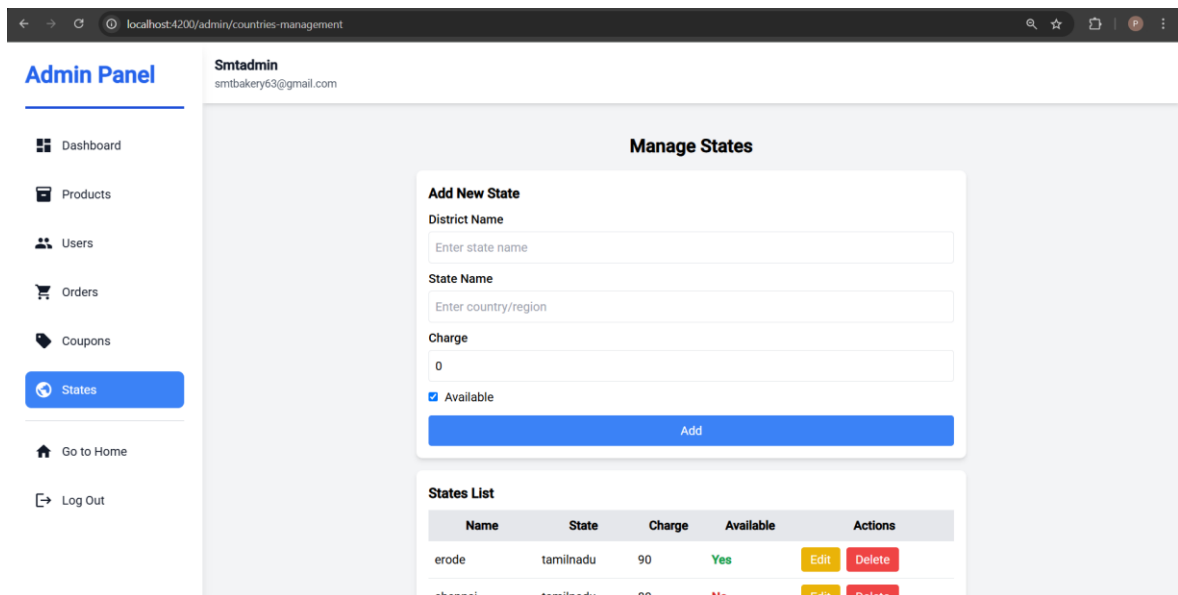 localhost:4200/admin/countries-management
P
Admin Panel
Smtadmin
smtbakery63@gmail.com
Dashboard
Products
Users
Orders
Coupons
States
Go to Home
Log Out
Manage States
Add New State
District Name
Enter state name
State Name
Enter country/region
Charge
0
Available
Add
States List
Name State Charge Available Actions
erode tamilnadu 90 Yes Edit Delete